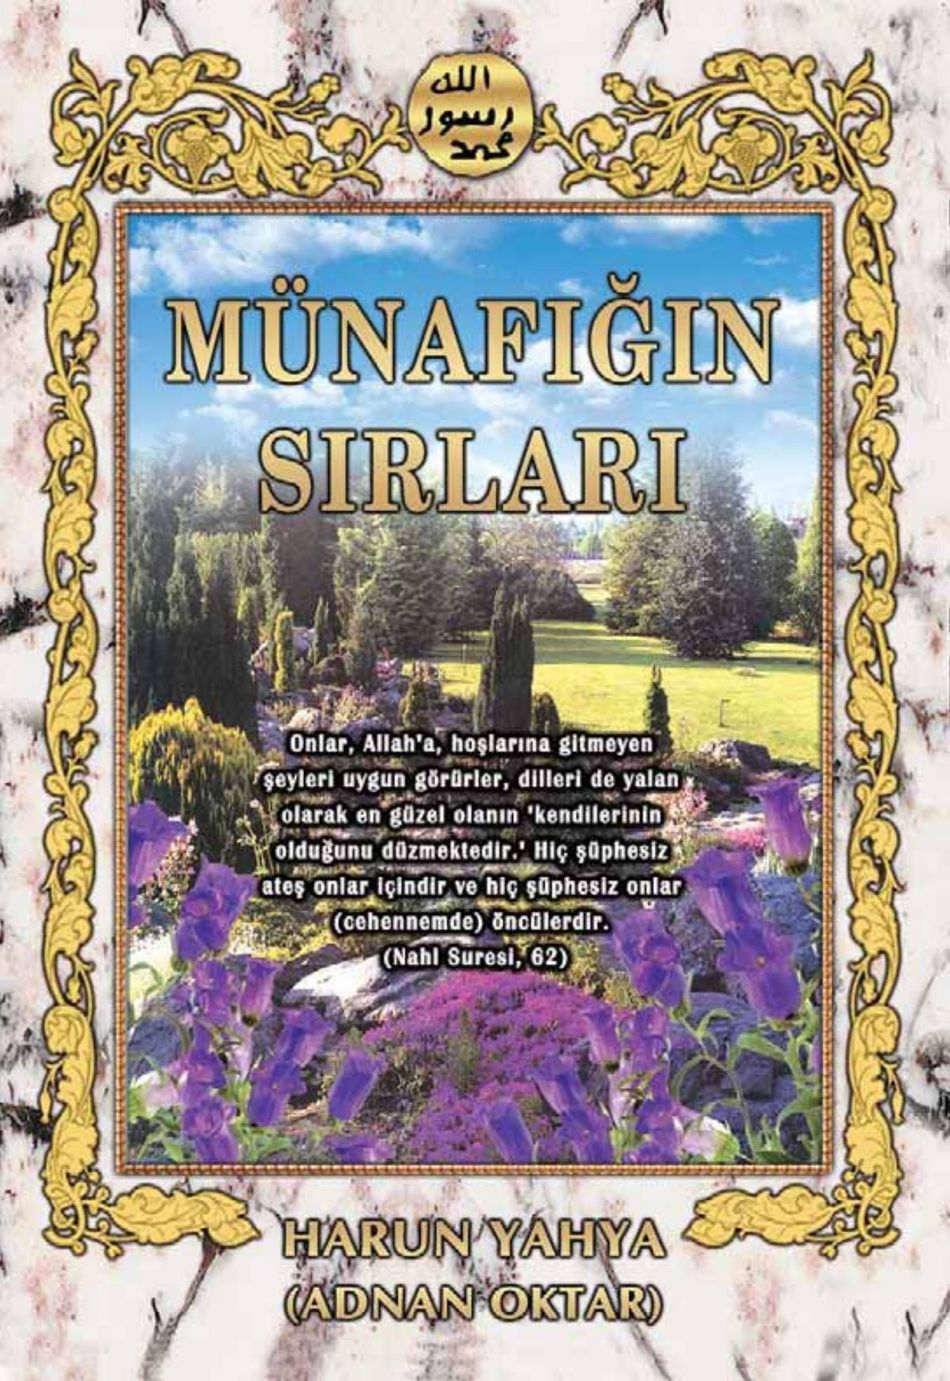 الله
رسول
محمد
MÜNAFIĞIN
SIRLARI
Onlar, Allah'a, hoşlarına gitmeyen
şeyleri uygun görürler, dilleri de yalan
olarak en güzel olanın 'kendilerinin
olduğunu düzmektedir.' Hiç şüphesiz
ateş onlar içindir ve hiç şüphesiz onlar
(cehennemde) öncülerdir.
(Nahl Suresi, 62)
HARUN YAHYA
(ADNAN OKTAR)